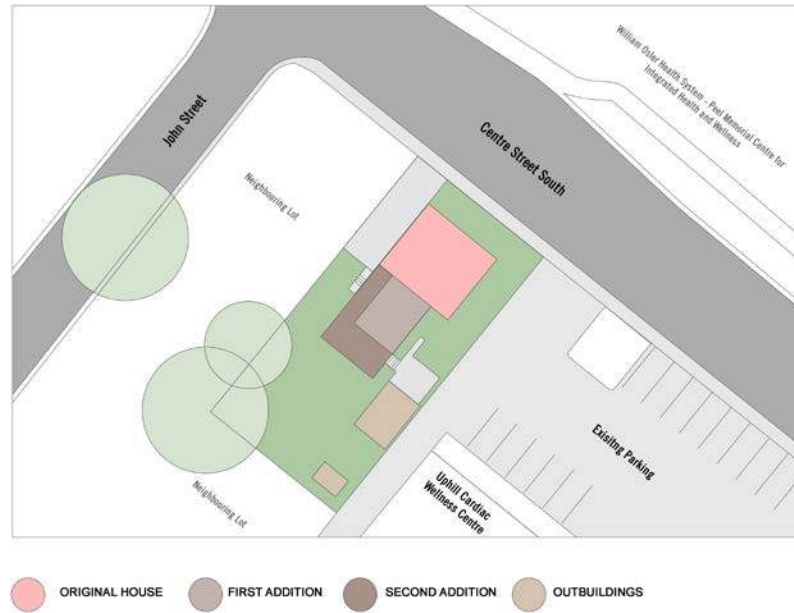 William Osler Health System - Peel Memorial Centre for
Integrated Health and Wellness
John Street
Centre Street South
Neighbouring Lot
Exisitng Parking
Uphill Cardiac
Wellness Centre
Neighbouring Lot
ORIGINAL HOUSE
FIRST ADDITION
SECOND ADDITION
OUTBUILDINGS